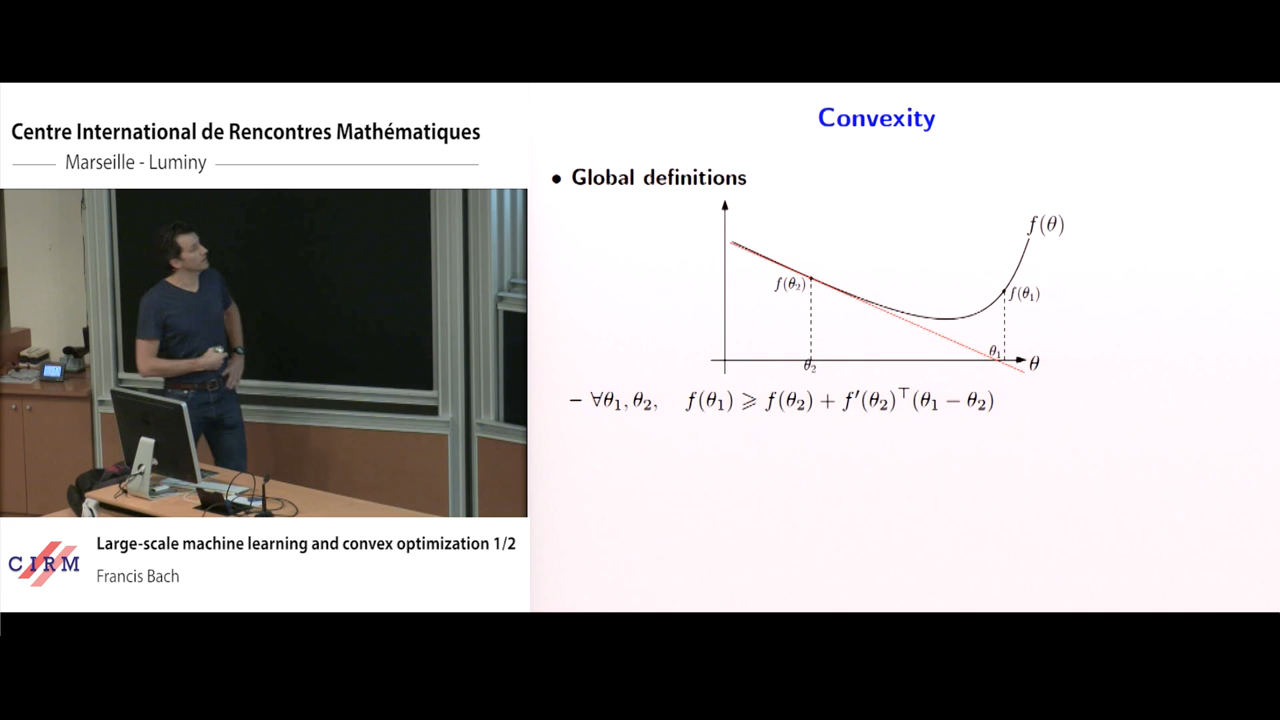 Centre International de Rencontres Mathématiques
Marseille - Luminy
CIRM
Large-scale machine learning and convex optimization 1/2
Francis Bach
Convexity
• Global definitions
f(θ)
f(θ₂)
f(θ₁)
θ₁
θ₂
θ
– ∀θ₁, θ₂, f(θ₁) ⩾ f(θ₂) + f′(θ₂)⊤(θ₁ − θ₂)